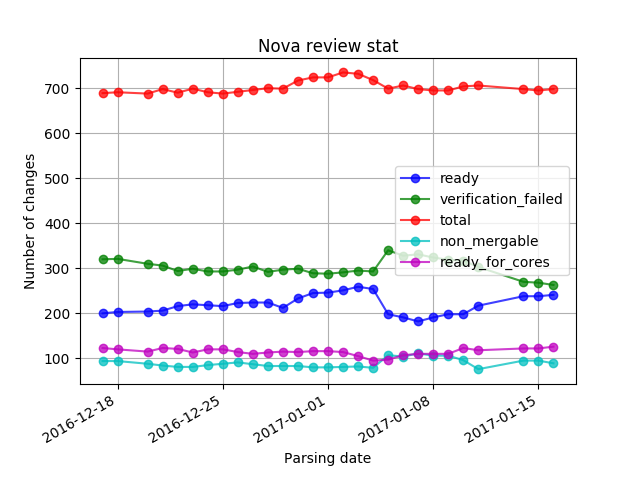 Nova review stat
Number of changes
700
600
500
400
300
200
100
ready
verification_failed
total
non_mergable
ready_for_cores
2016-12-18
2016-12-25
2017-01-01
2017-01-08
2017-01-15
Parsing date